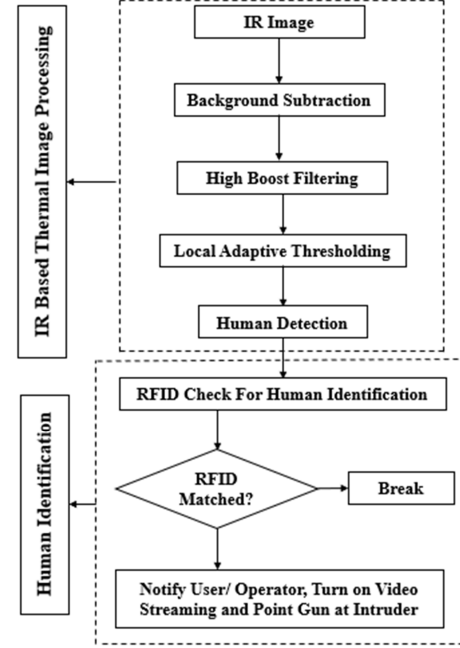 IR Based Thermal Image Processing
IR Image
Background Subtraction
High Boost Filtering
Local Adaptive Thresholding
Human Detection
Human Identification
RFID Check For Human Identification
RFID
Matched?
Break
Notify User/ Operator, Turn on Video
Streaming and Point Gun at Intruder